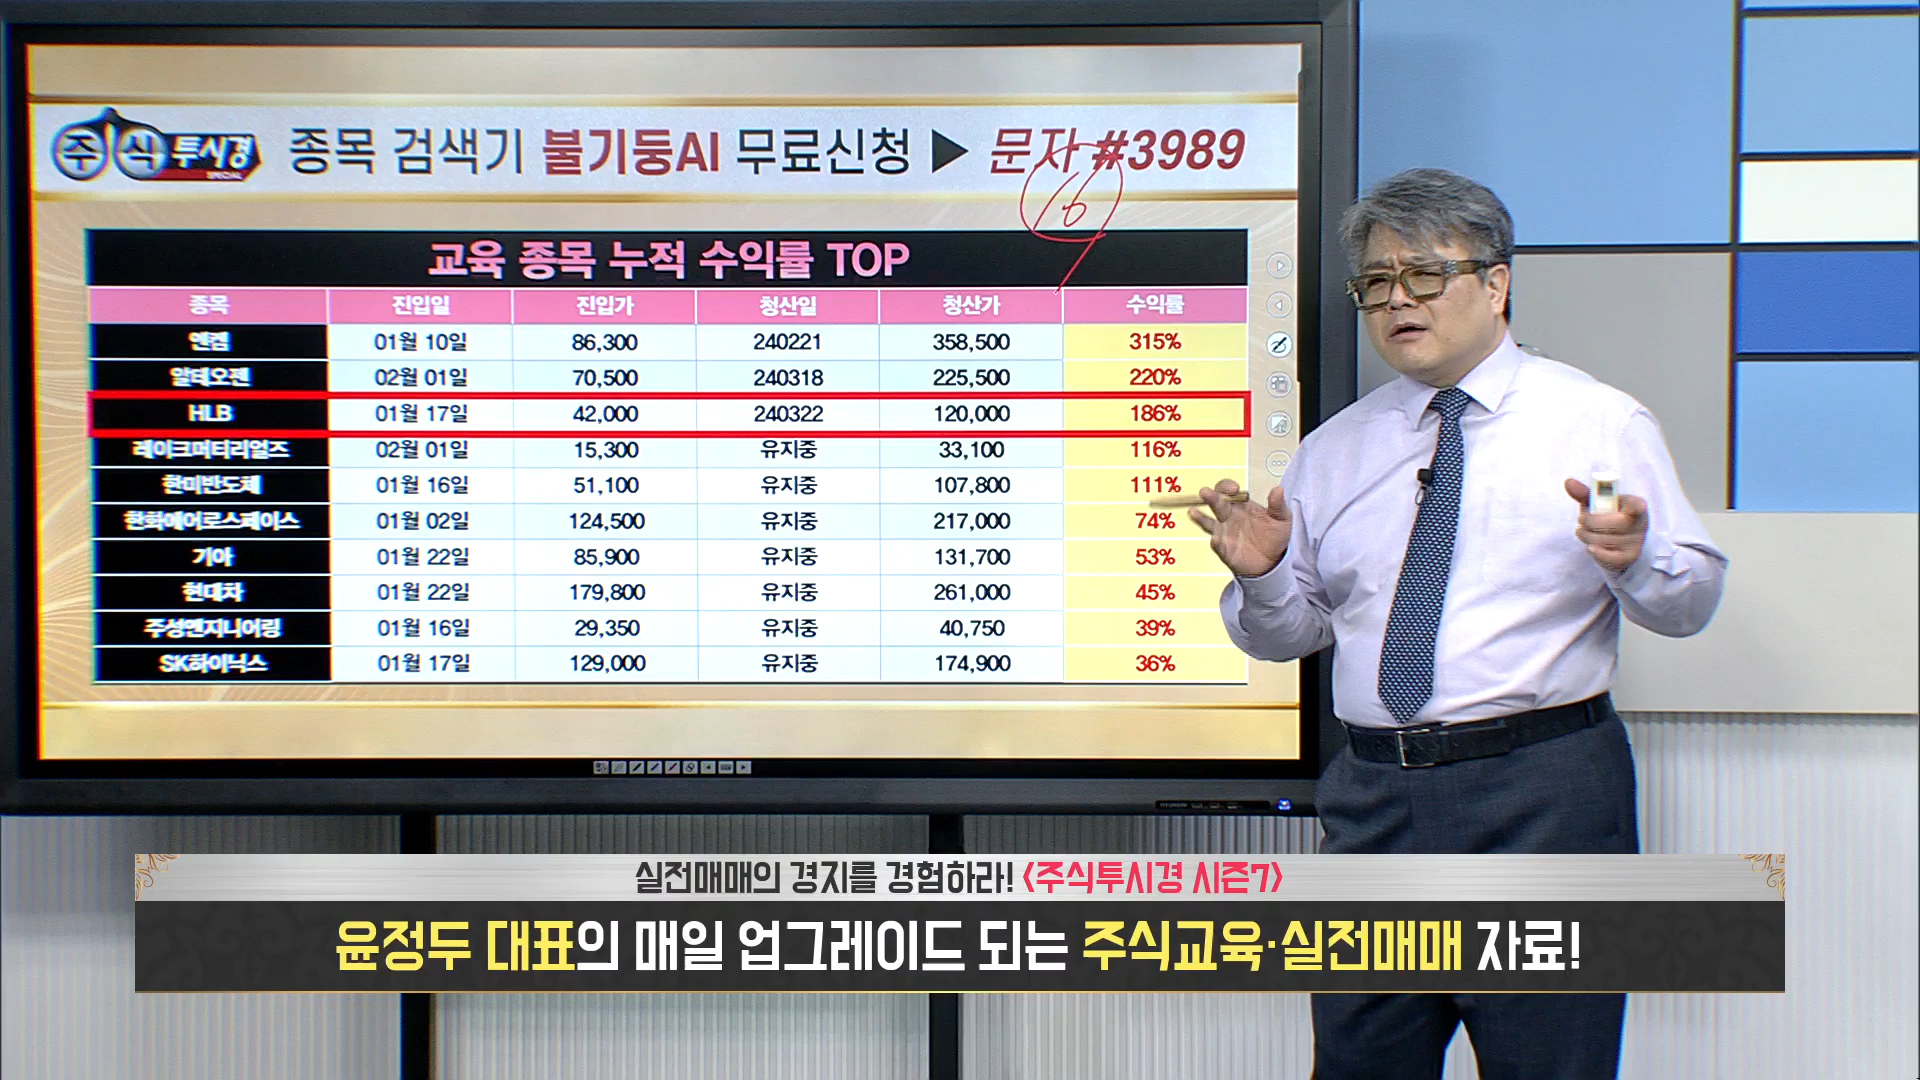 주식투시경
종목 검색기 불기둥AI 무료신청 ▶ 문자 #3989
16
교육 종목 누적 수익률 TOP
종목 진입일 진입가 청산일 청산가 수익률
엔켐 01월 10일 86,300 240221 358,500 315%
알테오젠 02월 01일 70,500 240318 225,500 220%
HLB 01월 17일 42,000 240322 120,000 186%
레이크머티리얼즈 02월 01일 15,300 유지중 33,100 116%
한미반도체 01월 16일 51,100 유지중 107,800 111%
한화에어로스페이스 01월 02일 124,500 유지중 217,000 74%
기아 01월 22일 85,900 유지중 131,700 53%
현대차 01월 22일 179,800 유지중 261,000 45%
주성엔지니어링 01월 16일 29,350 유지중 40,750 39%
SK하이닉스 01월 17일 129,000 유지중 174,900 36%
HYUNDAI
실전매매의 경지를 경험하라! <주식투시경 시즌7>
윤정두 대표의 매일 업그레이드 되는 주식교육·실전매매 자료!